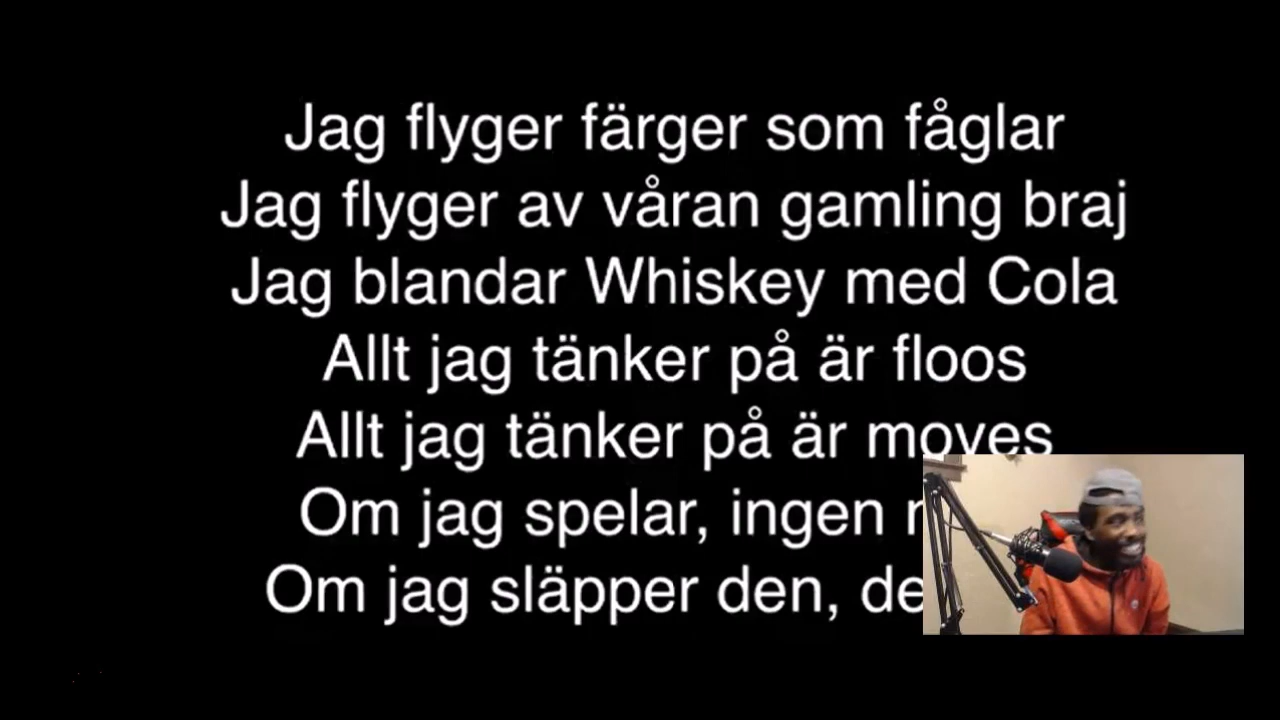 Jag flyger färger som fåglar
Jag flyger av våran gamling braj
Jag blandar Whiskey med Cola
Allt jag tänker på är floos
Allt jag tänker på är moves
Om jag spelar, ingen
Om jag släpper den,